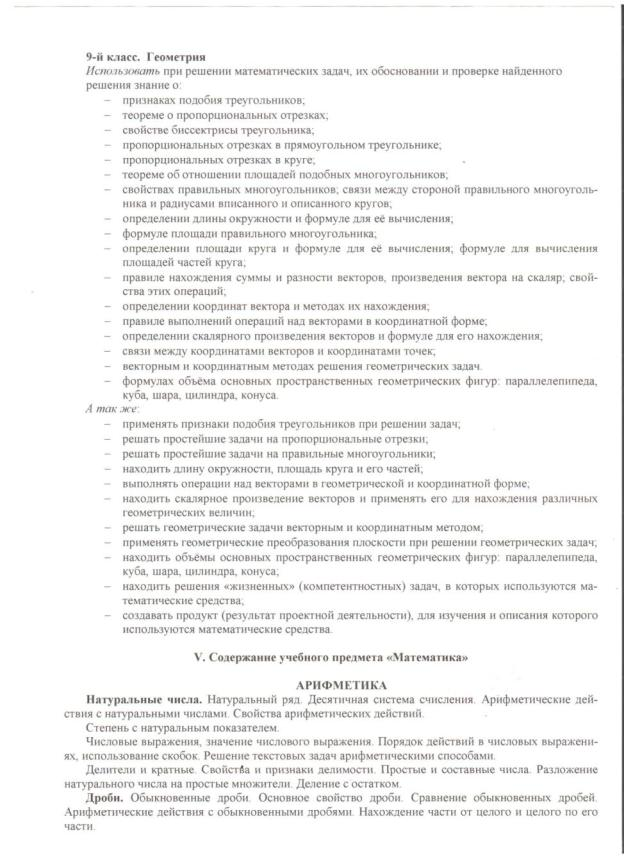 9-й класс. Геометрия
Использовать при решении математических задач, их обосновании и проверке найденного
решения знание о:
– признаках подобия треугольников;
– теореме о пропорциональных отрезках;
– свойстве биссектрисы треугольника;
– пропорциональных отрезках в прямоугольном треугольнике;
– пропорциональных отрезках в круге;
– теореме об отношении площадей подобных многоугольников;
– свойствах правильных многоугольников; связи между стороной правильного многоуголь-
ника и радиусами вписанного и описанного кругов;
– определении длины окружности и формуле для её вычисления;
– формуле площади правильного многоугольника;
– определении площади круга и формуле для её вычисления; формуле для вычисления
площадей частей круга;
– правиле нахождения суммы и разности векторов, произведения вектора на скаляр; свой-
ства этих операций;
– определении координат вектора и методах их нахождения;
– правиле выполнений операций над векторами в координатной форме;
– определении скалярного произведения векторов и формуле для его нахождения;
– связи между координатами векторов и координатами точек;
– векторным и координатным методах решения геометрических задач.
– формулах объёма основных пространственных геометрических фигур: параллелепипеда,
куба, шара, цилиндра, конуса.
А так же:
– применять признаки подобия треугольников при решении задач;
– решать простейшие задачи на пропорциональные отрезки;
– решать простейшие задачи на правильные многоугольники;
– находить длину окружности, площадь круга и его частей;
– выполнять операции над векторами в геометрической и координатной форме;
– находить скалярное произведение векторов и применять его для нахождения различных
геометрических величин;
– решать геометрические задачи векторным и координатным методом;
– применять геометрические преобразования плоскости при решении геометрических задач;
– находить объёмы основных пространственных геометрических фигур: параллелепипеда,
куба, шара, цилиндра, конуса;
– находить решения «жизненных» (компетентностных) задач, в которых используются ма-
тематические средства;
– создавать продукт (результат проектной деятельности), для изучения и описания которого
используются математические средства.
V. Содержание учебного предмета «Математика»
АРИФМЕТИКА
Натуральные числа. Натуральный ряд. Десятичная система счисления. Арифметические дей-
ствия с натуральными числами. Свойства арифметических действий.
Степень с натуральным показателем.
Числовые выражения, значение числового выражения. Порядок действий в числовых выражени-
ях, использование скобок. Решение текстовых задач арифметическими способами.
Делители и кратные. Свойства и признаки делимости. Простые и составные числа. Разложение
натурального числа на простые множители. Деление с остатком.
Дроби. Обыкновенные дроби. Основное свойство дроби. Сравнение обыкновенных дробей.
Арифметические действия с обыкновенными дробями. Нахождение части от целого и целого по его
части.